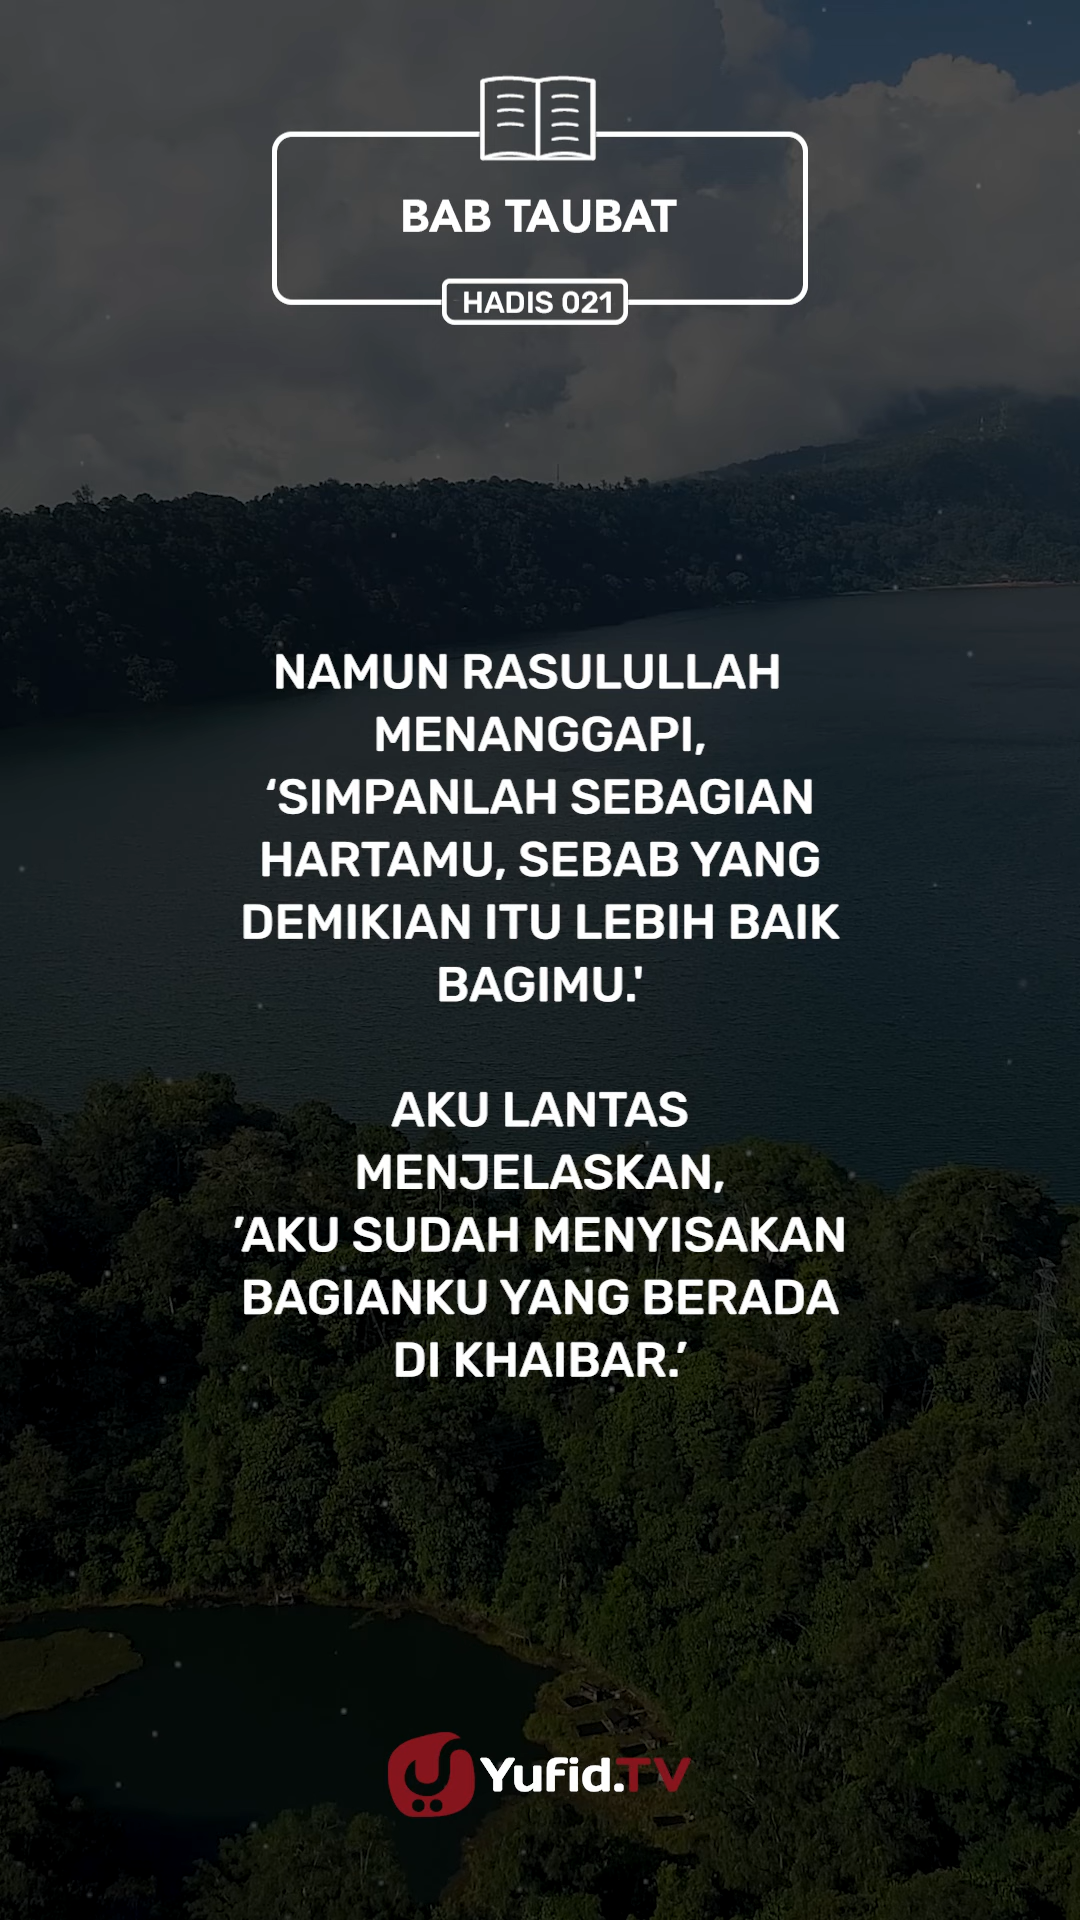 BAB TAUBAT
HADIS 021
NAMUN RASULULLAH
MENANGGAPI,
‘SIMPANLAH SEBAGIAN
HARTAMU, SEBAB YANG
DEMIKIAN ITU LEBIH BAIK
BAGIMU.'
AKU LANTAS
MENJELASKAN,
’AKU SUDAH MENYISAKAN
BAGIANKU YANG BERADA
DI KHAIBAR.’
Yufid.TV